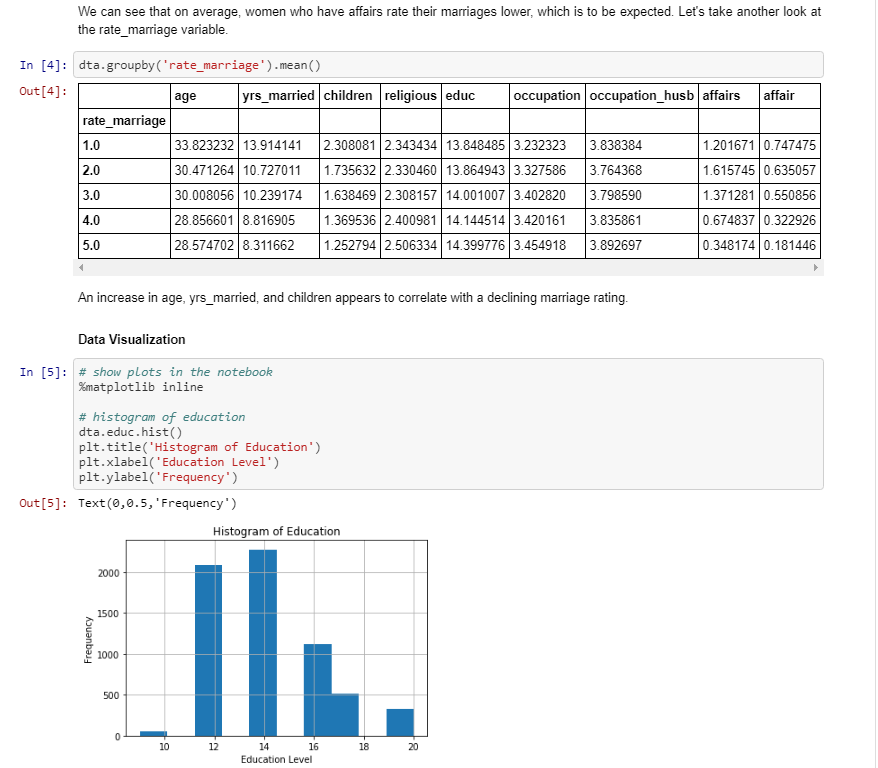 We can see that on average, women who have affairs rate their marriages lower, which is to be expected. Let's take another look at
the rate_marriage variable.
In [4]: dta.groupby('rate_marriage').mean()
Out[4]:
age yrs_married children religious educ occupation occupation_husb affairs affair
rate_marriage
1.0 33.823232 13.914141 2.308081 2.343434 13.848485 3.232323 3.838384 1.201671 0.747475
2.0 30.471264 10.727011 1.735632 2.330460 13.864943 3.327586 3.764368 1.615745 0.635057
3.0 30.008056 10.239174 1.638469 2.308157 14.001007 3.402820 3.798590 1.371281 0.550856
4.0 28.856601 8.816905 1.369536 2.400981 14.144514 3.420161 3.835861 0.674837 0.322926
5.0 28.574702 8.311662 1.252794 2.506334 14.399776 3.454918 3.892697 0.348174 0.181446
An increase in age, yrs_married, and children appears to correlate with a declining marriage rating.
Data Visualization
In [5]: # show plots in the notebook
%matplotlib inline
# histogram of education
dta.educ.hist()
plt.title('Histogram of Education')
plt.xlabel('Education Level')
plt.ylabel('Frequency')
Out[5]: Text(0,0.5,'Frequency')
Histogram of Education
2000
1500
1000
500
0
Frequency
10 12 14 16 18 20
Education Level